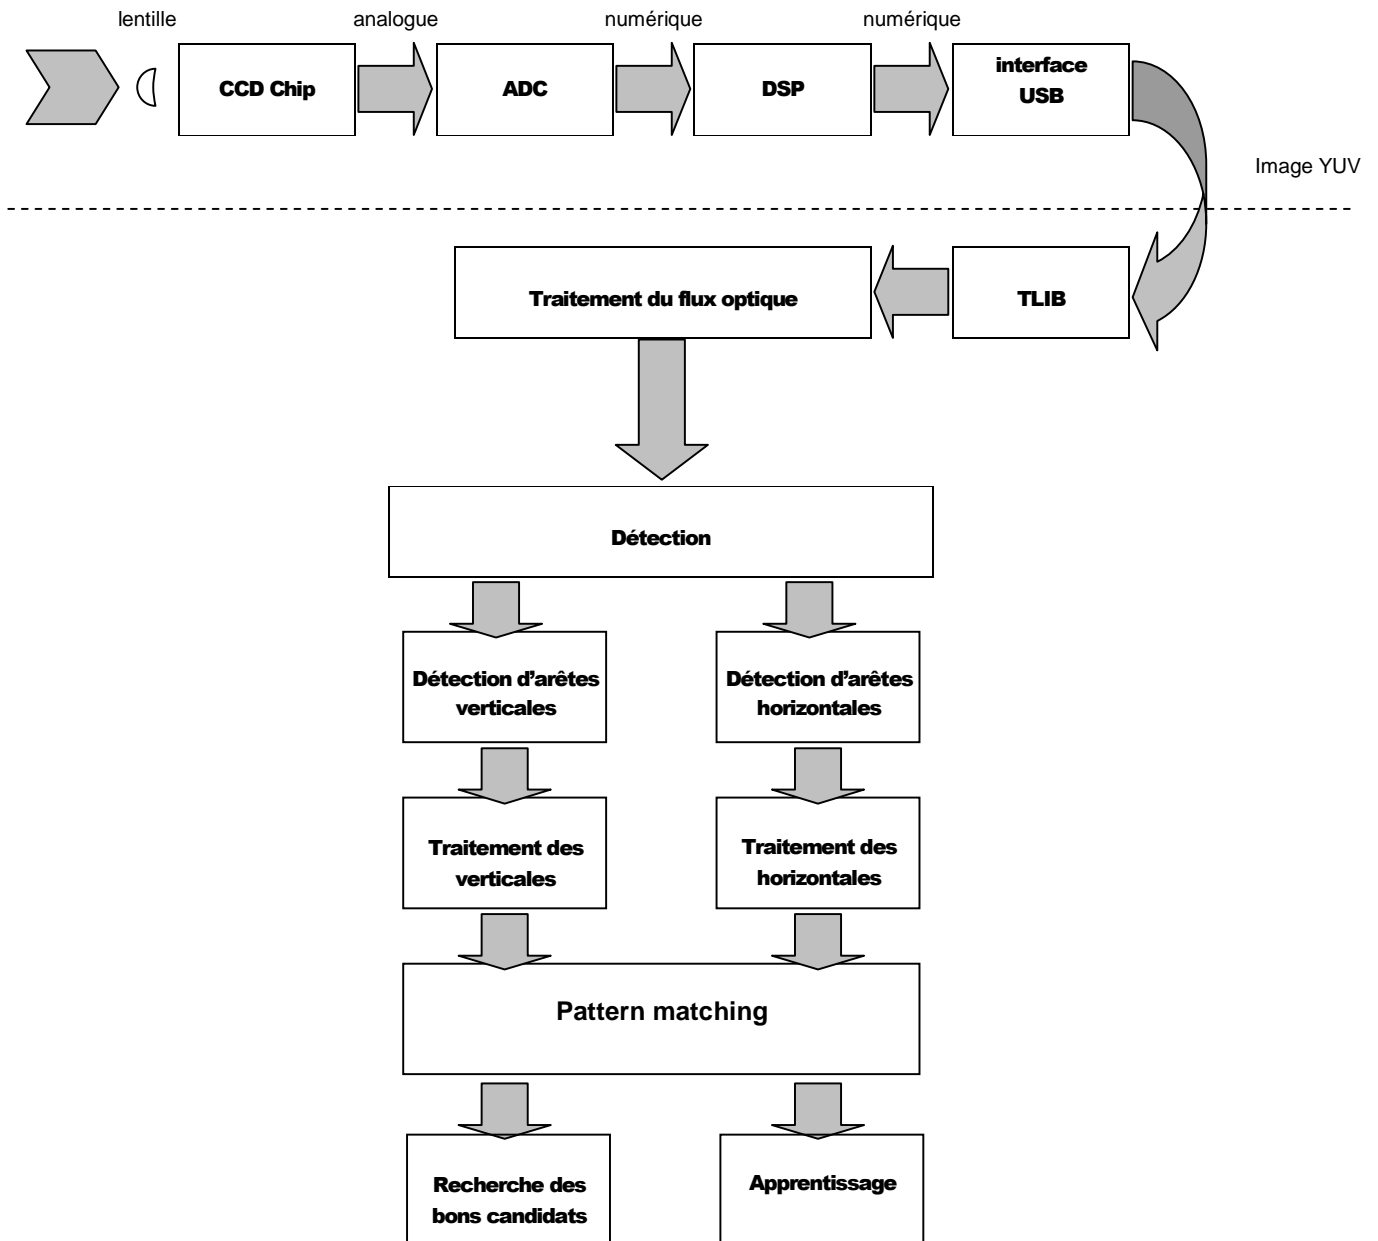 lentille
analogue
numérique
numérique
CCD Chip
ADC
DSP
interface
USB
Image YUV
Traitement du flux optique
TLIB
Détection
Détection d’arêtes
verticales
Détection d’arêtes
horizontales
Traitement des
verticales
Traitement des
horizontales
Pattern matching
Recherche des
bons candidats
Apprentissage